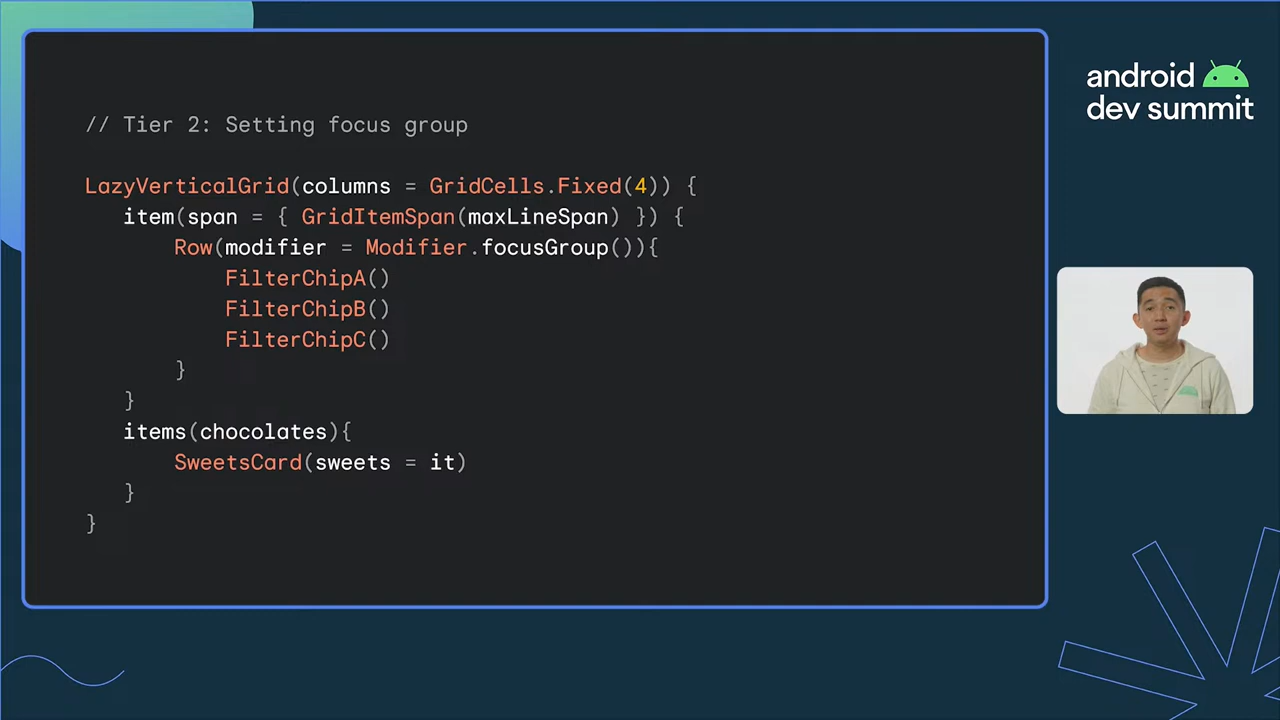 // Tier 2: Setting focus group
LazyVerticalGrid(columns = GridCells.Fixed(4)) {
item(span = { GridItemSpan(maxLineSpan) }) {
Row(modifier = Modifier.focusGroup()){
FilterChipA()
FilterChipB()
FilterChipC()
}
}
items(chocolates){
SweetsCard(sweets = it)
}
}
android
dev summit